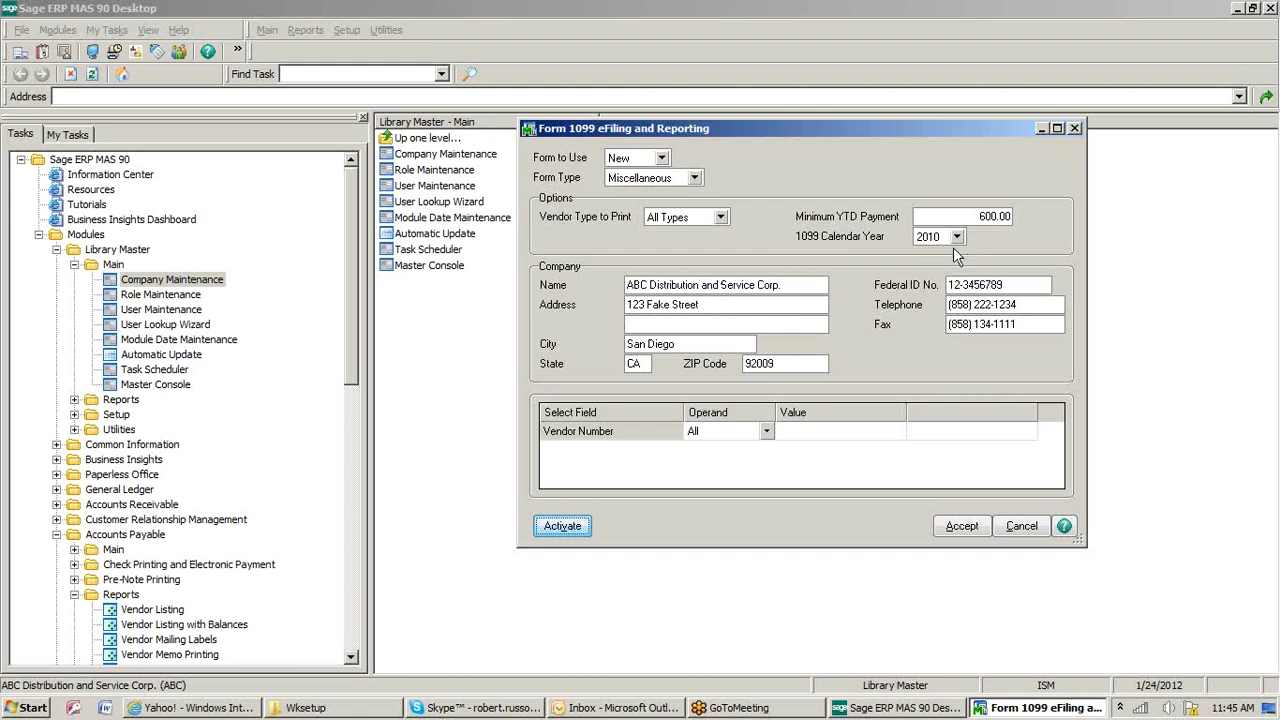 Sage ERP MAS 90 Desktop
File Modules My Tasks View Help Main Reports Setup Utilities
»
Find Task
Address
Tasks My Tasks
Sage ERP MAS 90
Information Center
Resources
Tutorials
Business Insights Dashboard
Modules
Library Master
Main
Company Maintenance
Role Maintenance
User Maintenance
User Lookup Wizard
Module Date Maintenance
Automatic Update
Task Scheduler
Master Console
Reports
Setup
Utilities
Common Information
Business Insights
Paperless Office
General Ledger
Accounts Receivable
Customer Relationship Management
Accounts Payable
Main
Check Printing and Electronic Payment
Pre-Note Printing
Reports
Vendor Listing
Vendor Listing with Balances
Vendor Mailing Labels
Vendor Memo Printing
Library Master - Main
Up one level...
Company Maintenance
Role Maintenance
User Maintenance
User Lookup Wizard
Module Date Maintenance
Automatic Update
Task Scheduler
Master Console
Form 1099 eFiling and Reporting
Form to Use New
Form Type Miscellaneous
Options
Vendor Type to Print All Types Minimum YTD Payment 600.00
1099 Calendar Year 2010
Company
Name ABC Distribution and Service Corp. Federal ID No. 12-3456789
Address 123 Fake Street Telephone (858) 222-1234
Fax (858) 134-1111
City San Diego
State CA ZIP Code 92009
Select Field Operand Value
Vendor Number All
Activate Accept Cancel
ABC Distribution and Service Corp. (ABC) Library Master ISM 1/24/2012
Start Yahoo! - Windows Int... Wksetup Skype™ - robert.russo... Inbox - Microsoft Outl... GoToMeeting Sage ERP MAS 90 Des... Form 1099 eFiling a... 11:45 AM